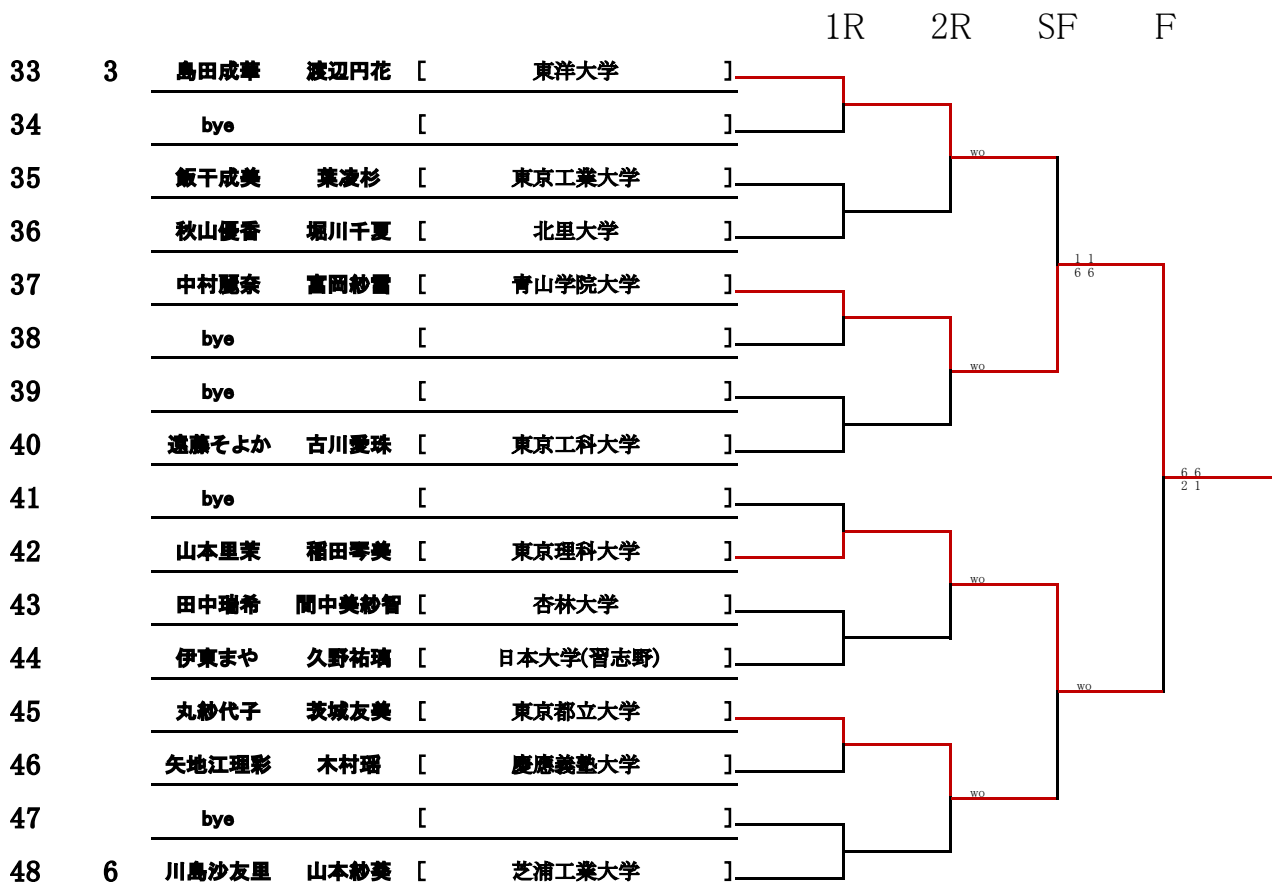 1R 2R SF F
33 3 島田成華 渡辺円花 [ 東洋大学 ]
34 bye [ ]
wo
35 飯干成美 葉凌杉 [ 東京工業大学 ]
36 秋山優香 堀川千夏 [ 北里大学 ]
1 1
6 6
37 中村麗奈 富岡紗雪 [ 青山学院大学 ]
38 bye [ ]
wo
39 bye [ ]
40 遠藤そよか 古川愛珠 [ 東京工科大学 ]
6 6
2 1
41 bye [ ]
42 山本里茉 稲田琴美 [ 東京理科大学 ]
wo
43 田中瑞希 間中美紗智 [ 杏林大学 ]
44 伊東まや 久野祐璃 [ 日本大学(習志野) ]
wo
45 丸紗代子 茨城友美 [ 東京都立大学 ]
46 矢地江理彩 木村瑶 [ 慶應義塾大学 ]
wo
47 bye [ ]
48 6 川島沙友里 山本紗葵 [ 芝浦工業大学 ]